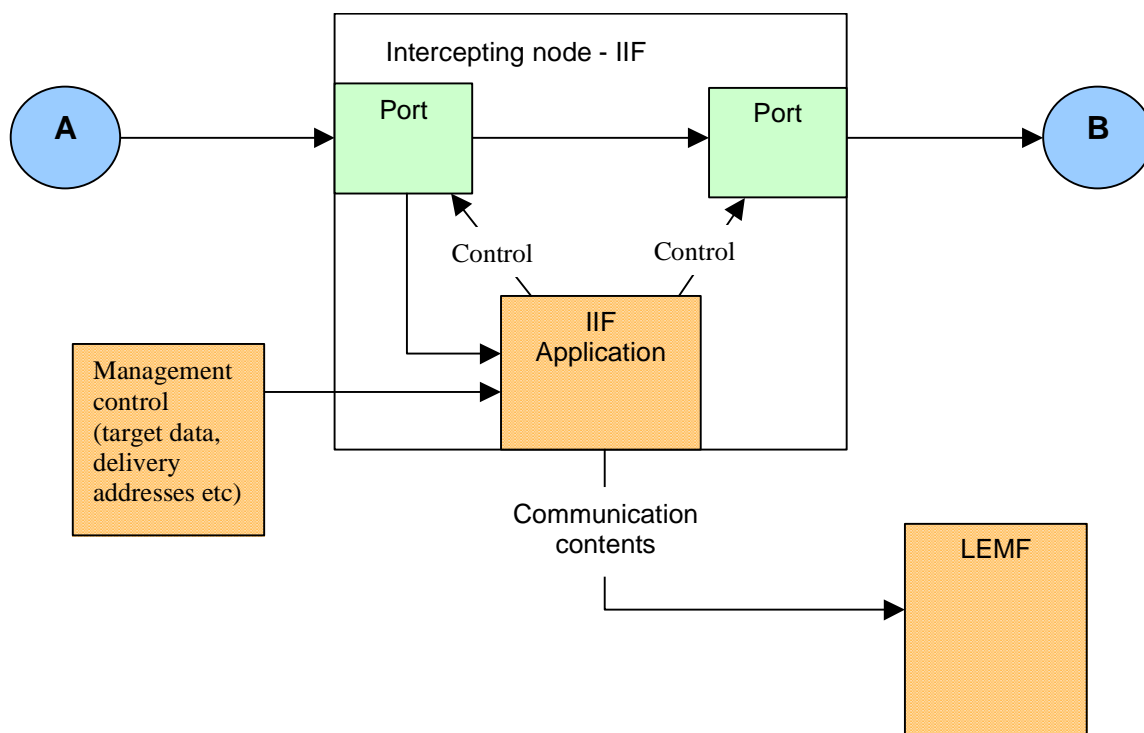 Intercepting node - IIF
A
Port
Port
B
Control
Control
IIF
Application
Management
control
(target data,
delivery
addresses etc)
Communication
contents
LEMF